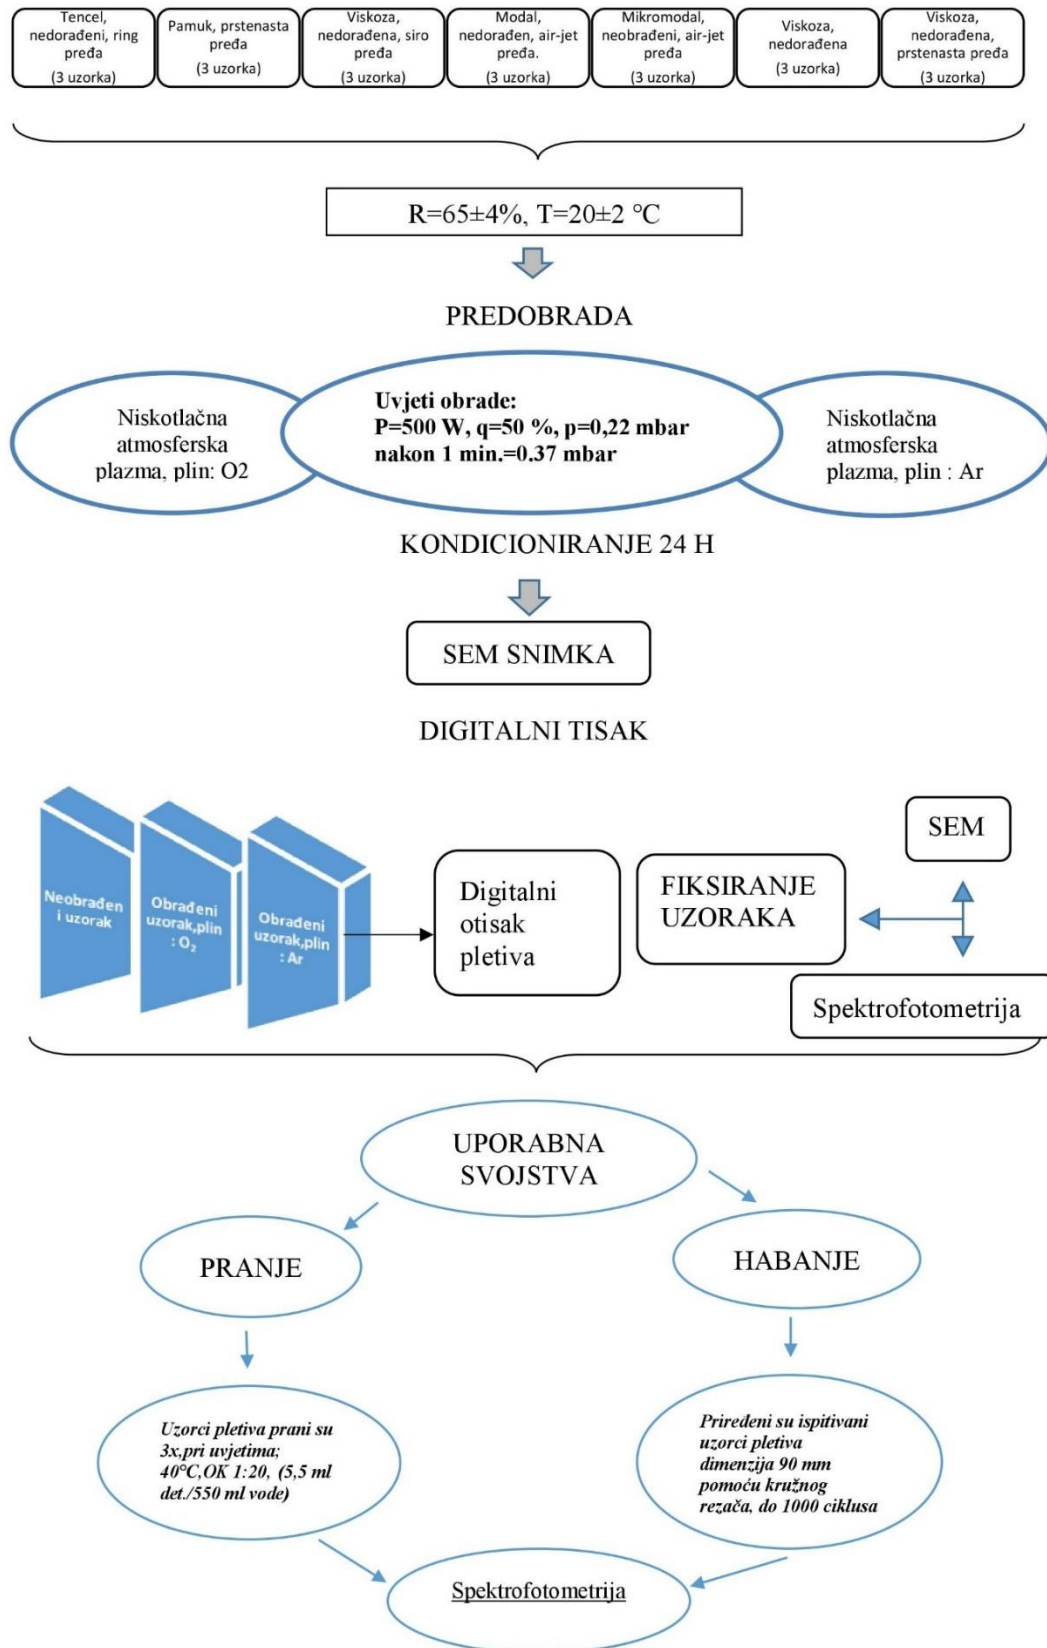 Tencel,
nedorađeni, ring
pređa
(3 uzorka)
Pamuk, prstenasta
pređa
(3 uzorka)
Viskoza,
nedorađena, siro
pređa
(3 uzorka)
Modal,
nedorađen, air-jet
pređa.
(3 uzorka)
Mikromodal,
neobrađeni, air-jet
pređa
(3 uzorka)
Viskoza,
nedorađena
(3 uzorka)
Viskoza,
nedorađena,
prstenasta pređa
(3 uzorka)
R=65±4%, T=20±2 °C
PREDOBRADA
Niskotlačna
atmosferska
plazma, plin: O2
Uvjeti obrade:
P=500 W, q=50 %, p=0,22 mbar
nakon 1 min.=0.37 mbar
Niskotlačna
atmosferska
plazma, plin : Ar
KONDICIONIRANJE 24 H
SEM SNIMKA
DIGITALNI TISAK
Neobrađen
i uzorak
Obrađeni
uzorak,plin
: O₂
Obrađeni
uzorak,plin
: Ar
Digitalni
otisak
pletiva
FIKSIRANJE
UZORAKA
SEM
Spektrofotometrija
UPORABNA
SVOJSTVA
PRANJE
HABANJE
Uzorci pletiva prani su
3x,pri uvjetima;
40°C,OK 1:20, (5,5 ml
det./550 ml vode)
Priređeni su ispitivani
uzorci pletiva
dimenzija 90 mm
pomoću kružnog
rezača, do 1000 ciklusa
Spektrofotometrija